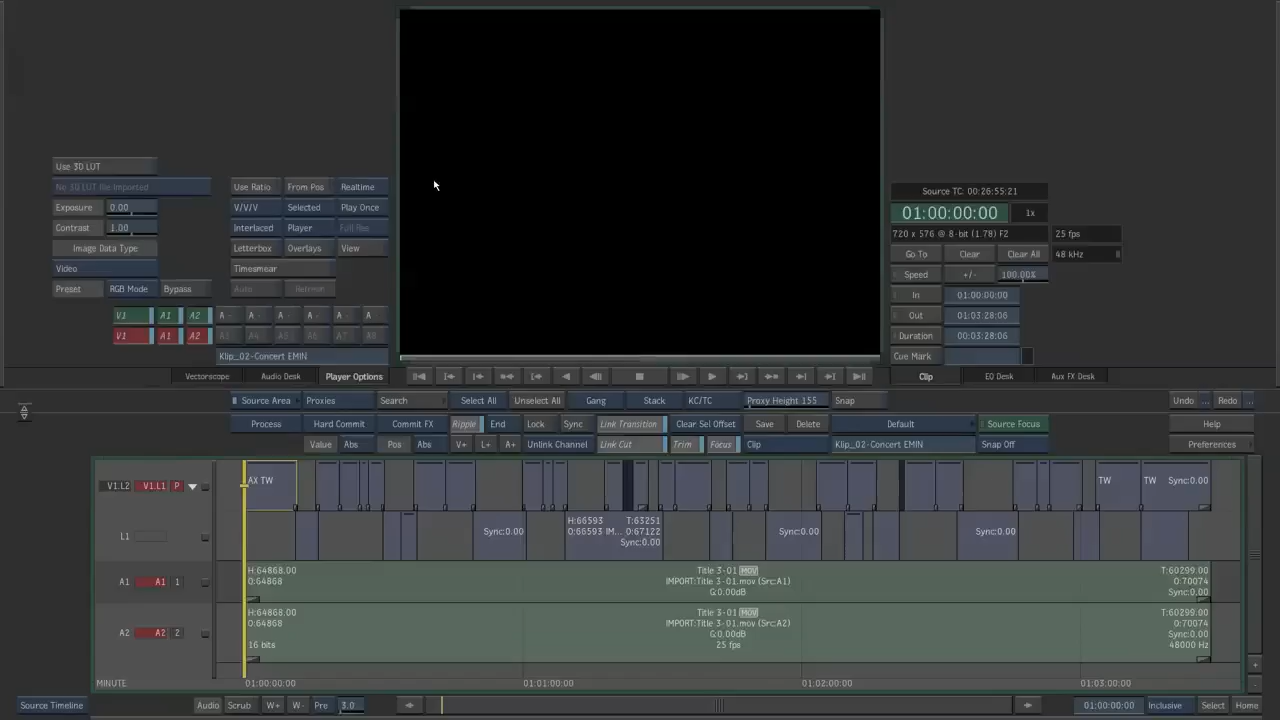 Use 3D LUT
No 3D LUT file Imported
Exposure 0.00
Contrast 1.00
Image Data Type
Video
Preset RGB Mode Bypass
Use Ratio From Pos Realtime
V/V/V Selected Play Once
Interlaced Player Full Res
Letterbox Overlays View
Timesmear
Auto
V1 A1 A2 A A A A A A
V1 A1 A2 A3 A4 A5 A6 A7 A8
Klip_02-Concert EMIN
Vectorscope Audio Desk Player Options
Source TC: 00:26:55:21
01:00:00:00 1x
720 x 576 @ 8-bit (1.78) F2 25 fps
Go To Clear Clear All 48 kHz
Speed +/- 100.00%
In 01:00:00:00
Out 01:03:28:06
Duration 00:03:28:06
Cue Mark
Clip EQ Desk Aux FX Desk
Source Area Proxies Search Select All Unselect All Gang Stack KC/TC Proxy Height 155 Snap Undo ... Redo ...
Process Hard Commit Commit FX Ripple End Lock Sync Link Transition Clear Sel Offset Save Delete Default Source Focus Help
Value Abs Pos Abs V+ L+ A+ Unlink Channel Link Cut Trim Focus Clip Klip_02-Concert EMIN Snap Off Preferences
V1.L2 V1.L1 P AX TW TW TW Sync:0.00
L1 Sync:0.00 H:66593 T:63251 Sync:0.00 Sync:0.00
O:66593 IM... O:67122
Sync:0.00
H:64868.00 Title 3-01 MOV T:60299.00
A1 A1 1 O:64868 IMPORT:Title 3-01.mov (Src:A1) O:70074
G:0.00dB Sync:0.00
H:64868.00 Title 3-01 MOV T:60299.00
O:64868 IMPORT:Title 3-01.mov (Src:A2) O:70074
A2 A2 2 G:0.00dB Sync:0.00
16 bits 25 fps 48000 Hz
MINUTE 01:00:00:00 01:01:00:00 01:02:00:00 01:03:00:00
Source Timeline Audio Scrub W+ W- Pre 3.0 01:00:00:00 Inclusive Select Home